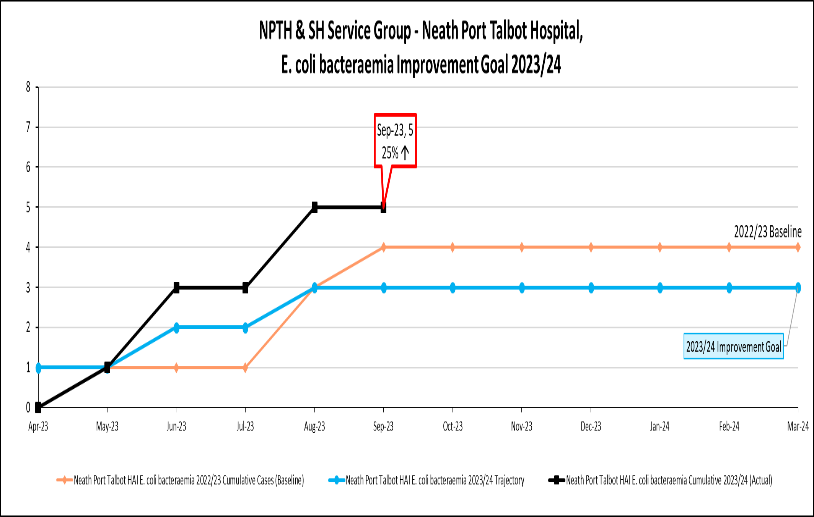 NPTH & SH Service Group - Neath Port Talbot Hospital,
E. coli bacteraemia Improvement Goal 2023/24
8
7
6
5
4
3
2
1
0
Sep-23, 5
25% ↑
2022/23 Baseline
2023/24 Improvement Goal
Apr-23 May-23 Jun-23 Jul-23 Aug-23 Sep-23 Oct-23 Nov-23 Dec-23 Jan-24 Feb-24 Mar-24
Neath Port Talbot HAI E. coli bacteraemia 2022/23 Cumulative Cases (Baseline) Neath Port Talbot HAI E. coli bacteraemia 2023/24 Trajectory Neath Port Talbot HAI E. coli bacteraemia Cumulative 2023/24 (Actual)